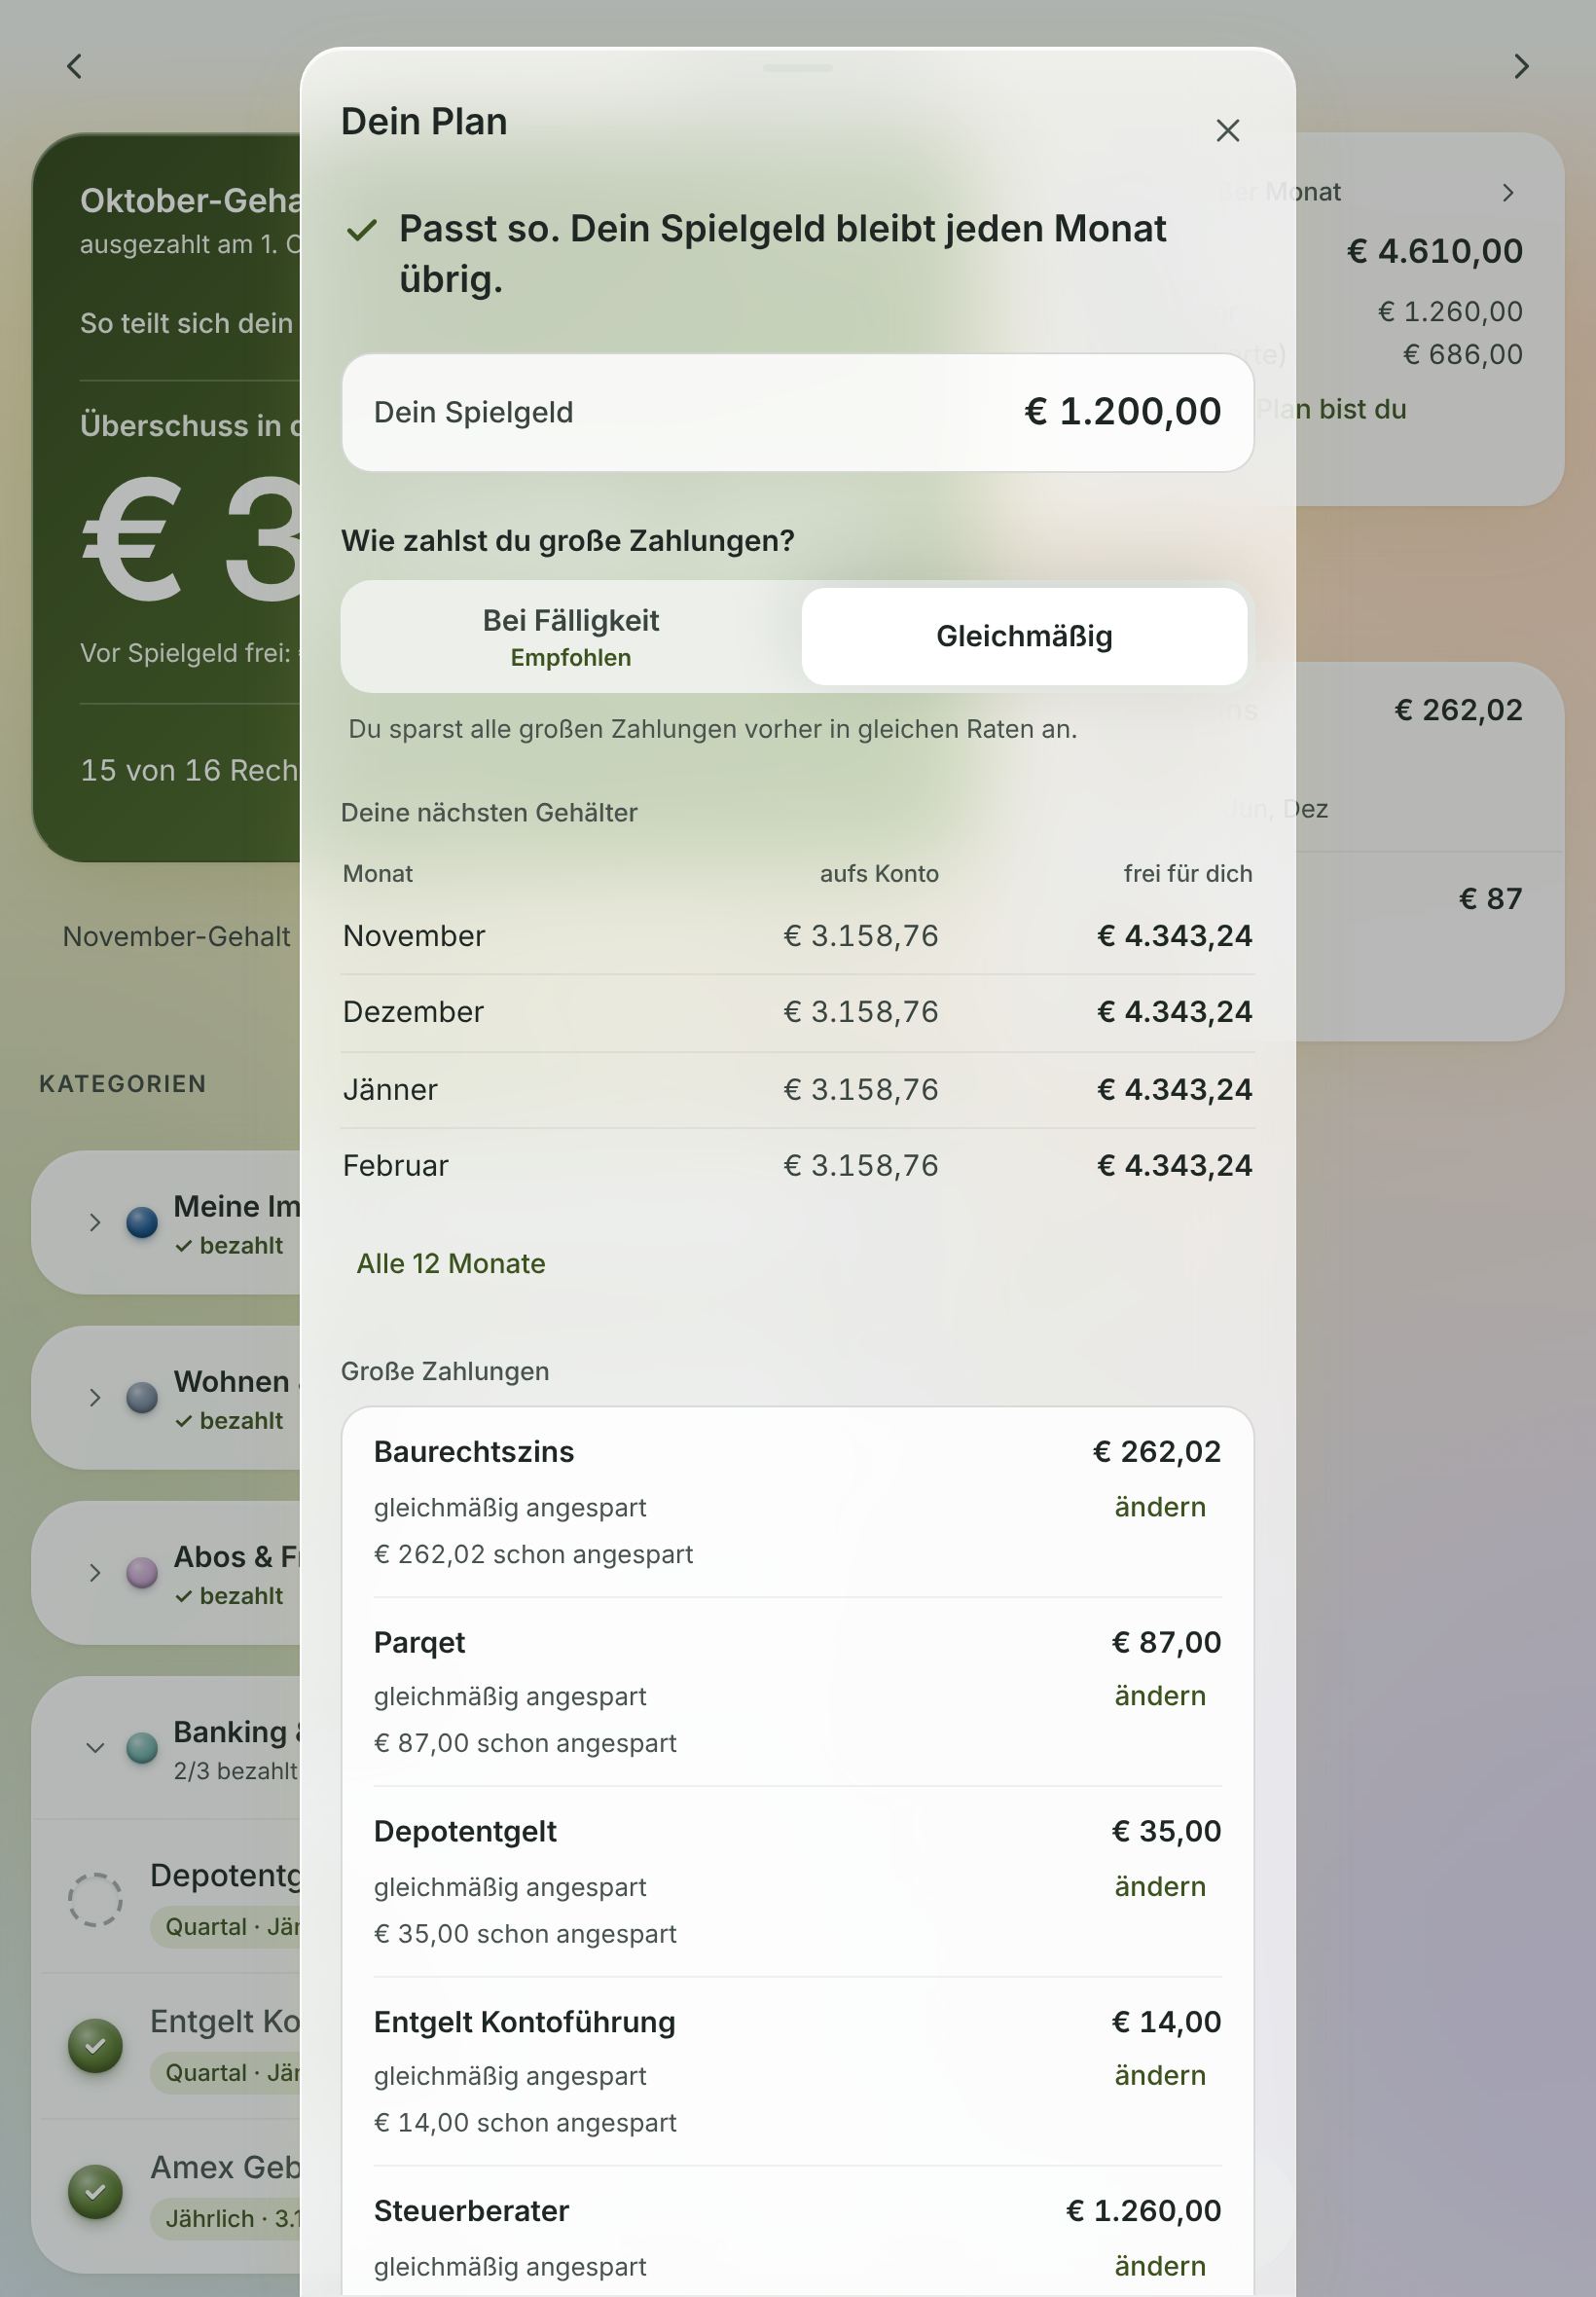 Dein Plan
Passt so. Dein Spielgeld bleibt jeden Monat
übrig.
Dein Spielgeld € 1.200,00
Wie zahlst du große Zahlungen?
Bei Fälligkeit
Empfohlen
Gleichmäßig
Du sparst alle großen Zahlungen vorher in gleichen Raten an.
Deine nächsten Gehälter
Monat aufs Konto frei für dich
November € 3.158,76 € 4.343,24
Dezember € 3.158,76 € 4.343,24
Jänner € 3.158,76 € 4.343,24
Februar € 3.158,76 € 4.343,24
Alle 12 Monate
Große Zahlungen
Baurechtszins € 262,02
gleichmäßig angespart ändern
€ 262,02 schon angespart
Parqet € 87,00
gleichmäßig angespart ändern
€ 87,00 schon angespart
Depotentgelt € 35,00
gleichmäßig angespart ändern
€ 35,00 schon angespart
Entgelt Kontoführung € 14,00
gleichmäßig angespart ändern
€ 14,00 schon angespart
Steuerberater € 1.260,00
gleichmäßig angespart ändern
Oktober-Geha
ausgezahlt am 1. O
So teilt sich dein
Überschuss in d
€ 3
Vor Spielgeld frei:
15 von 16 Rech
November-Gehalt
KATEGORIEN
Meine Im
bezahlt
Wohnen
bezahlt
Abos & Fr
bezahlt
Banking &
2/3 bezahlt
Depotentg
Quartal · Jän
Entgelt Ko
Quartal · Jän
Amex Geb
Jährlich · 3.1
Monat
€ 4.610,00
€ 1.260,00
€ 686,00
Plan bist du
€ 262,02
Jun, Dez
€ 87